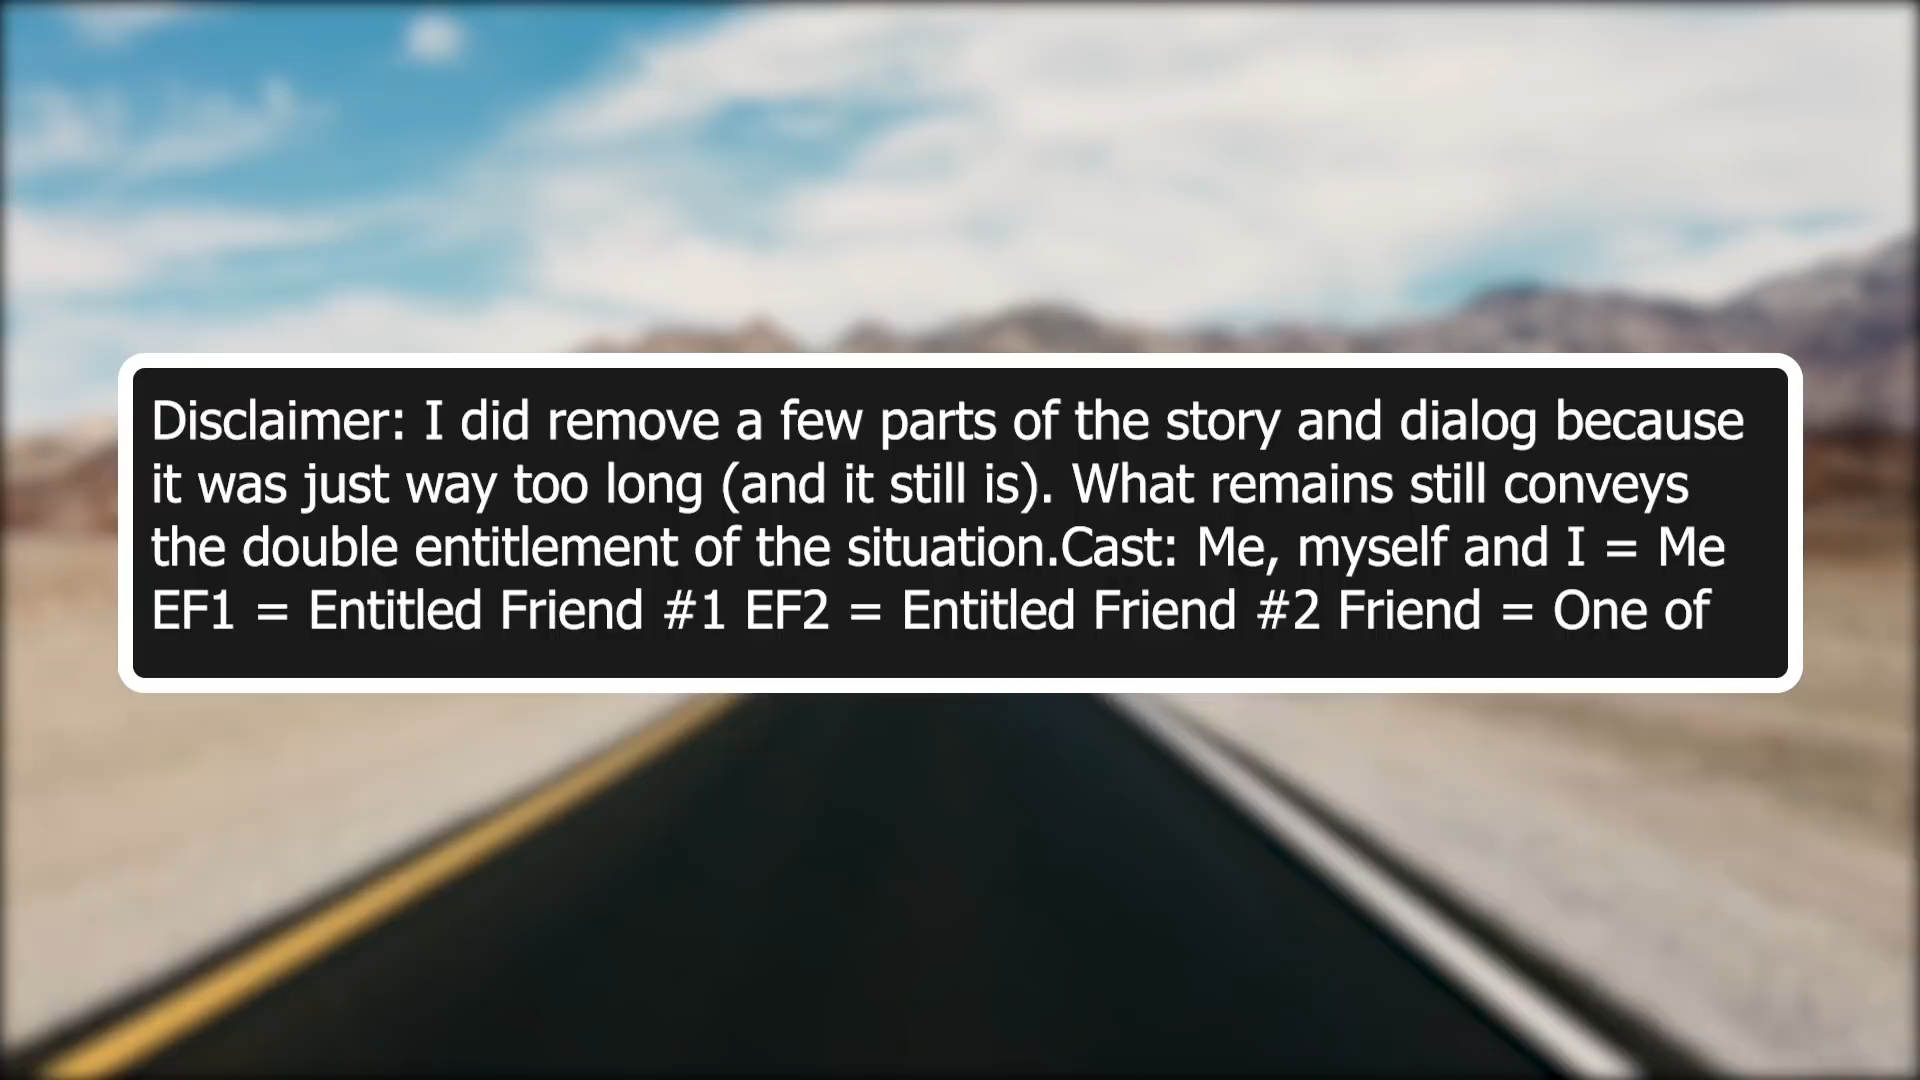 Disclaimer: I did remove a few parts of the story and dialog because
it was just way too long (and it still is). What remains still conveys
the double entitlement of the situation.Cast: Me, myself and I = Me
EF1 = Entitled Friend #1 EF2 = Entitled Friend #2 Friend = One of